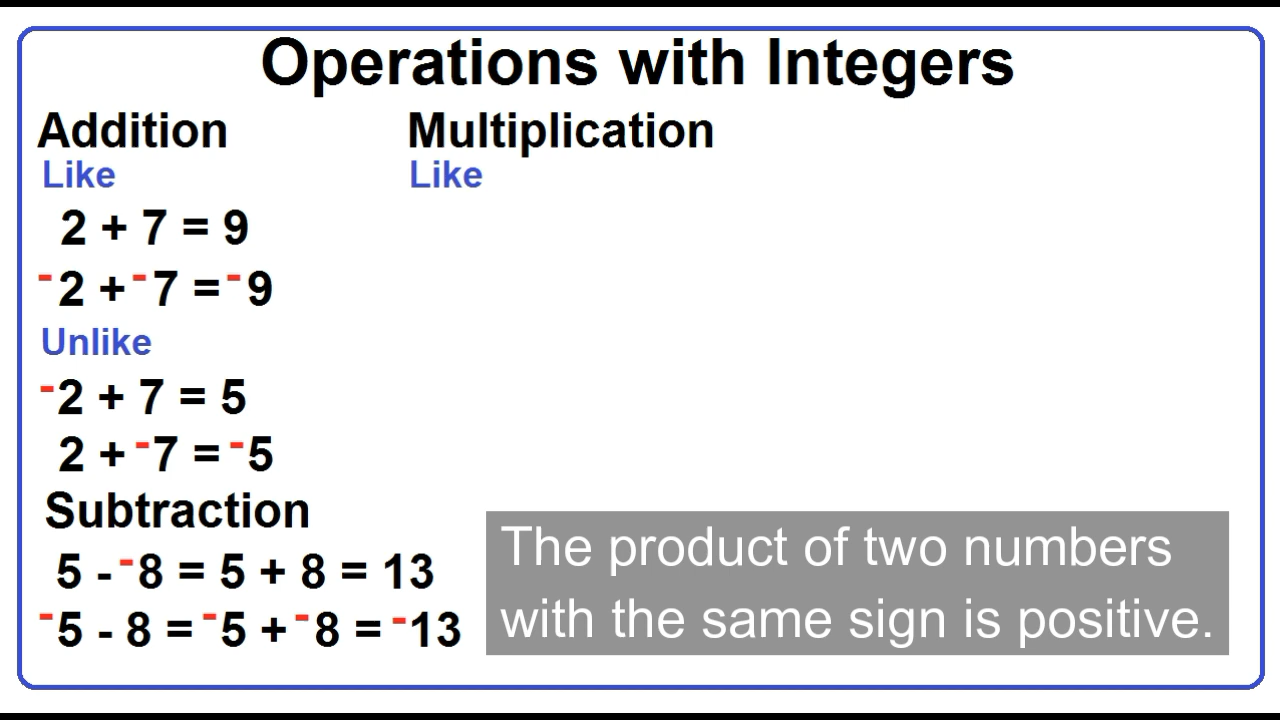 Operations with Integers
Addition
Like
2 + 7 = 9
-2 + -7 = -9
Unlike
-2 + 7 = 5
2 + -7 = -5
Subtraction
5 - -8 = 5 + 8 = 13
-5 - 8 = -5 + -8 = -13
Multiplication
Like
The product of two numbers
with the same sign is positive.